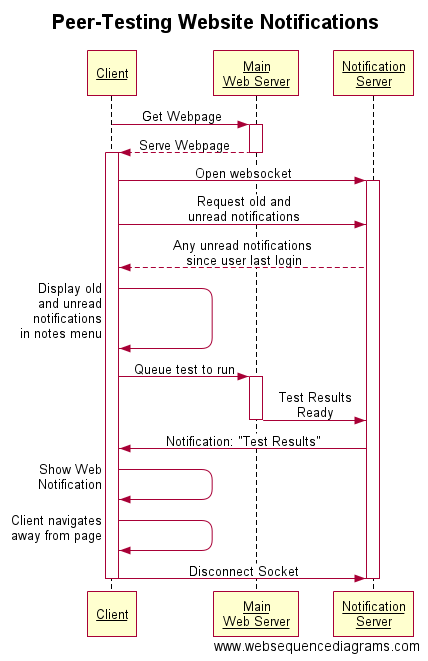 Peer-Testing Website Notifications
Client
Main
Web Server
Notification
Server
Get Webpage
Serve Webpage
Open websocket
Request old and
unread notifications
Any unread notifications
since user last login
Display old
and unread
notifications
in notes menu
Queue test to run
Test Results
Ready
Notification: "Test Results"
Show Web
Notification
Client navigates
away from page
Disconnect Socket
Client
Main
Web Server
Notification
Server
www.websequencediagrams.com